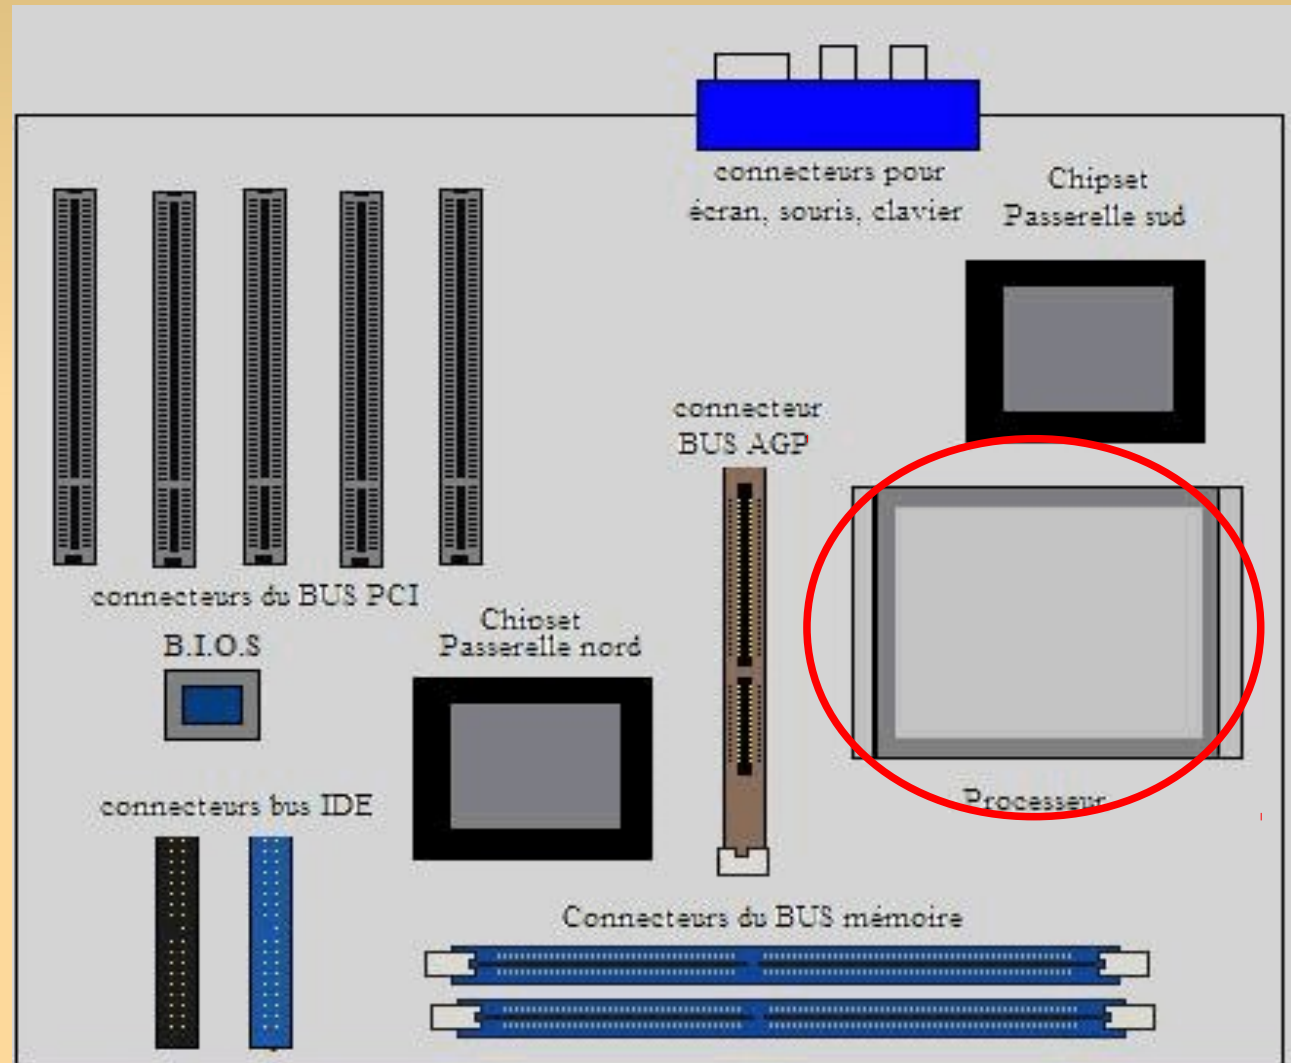 connecteurs pour
écran, souris, clavier
Chipset
Passerelle sud
connecteur
BUS AGP
connecteurs du BUS PCI
B.I.O.S
Chipset
Passerelle nord
connecteurs bus IDE
Processeur
Connecteurs du BUS mémoire